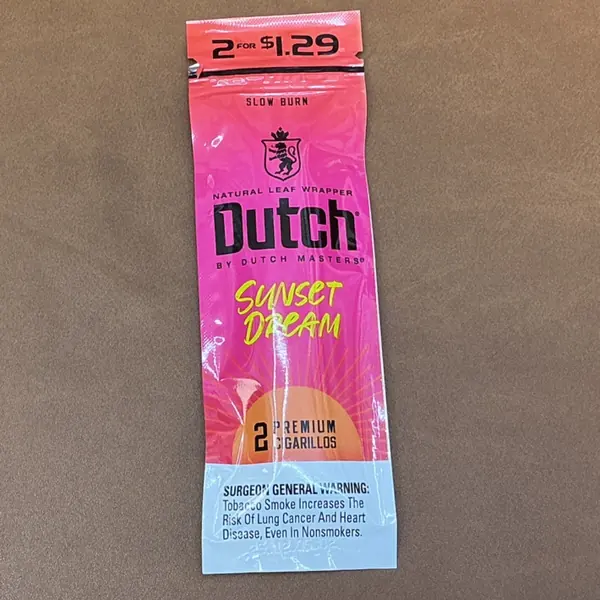 2 FOR $1.29
SLOW BURN
NATURAL LEAF WRAPPER
Dutch®
BY DUTCH MASTERS®
SUNSET
DREAM
2 PREMIUM
CIGARILLOS
SURGEON GENERAL WARNING:
Tobacco Smoke Increases The
Risk Of Lung Cancer And Heart
Disease, Even In Nonsmokers.